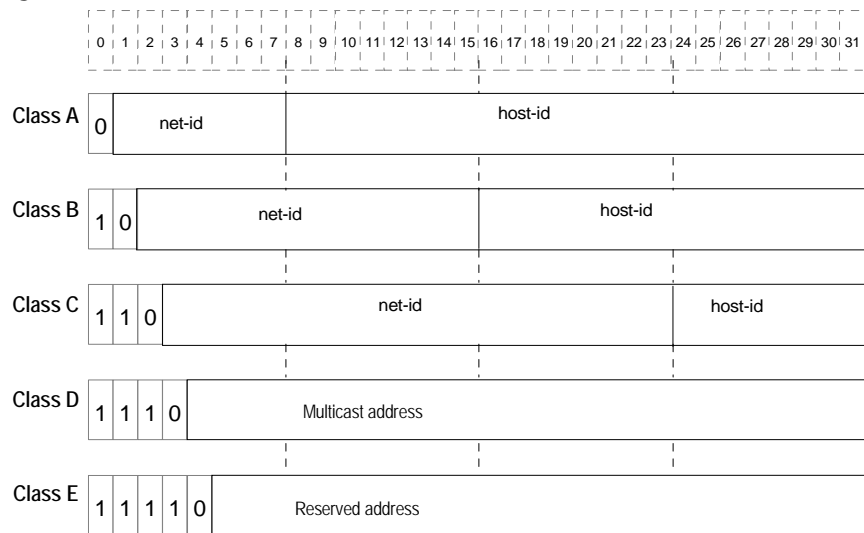 0 1 2 3 4 5 6 7 8 9 10 11 12 13 14 15 16 17 18 19 20 21 22 23 24 25 26 27 28 29 30 31
Class A 0 net-id host-id
Class B 1 0 net-id host-id
Class C 1 1 0 net-id host-id
Class D 1 1 1 0 Multicast address
Class E 1 1 1 1 0 Reserved address